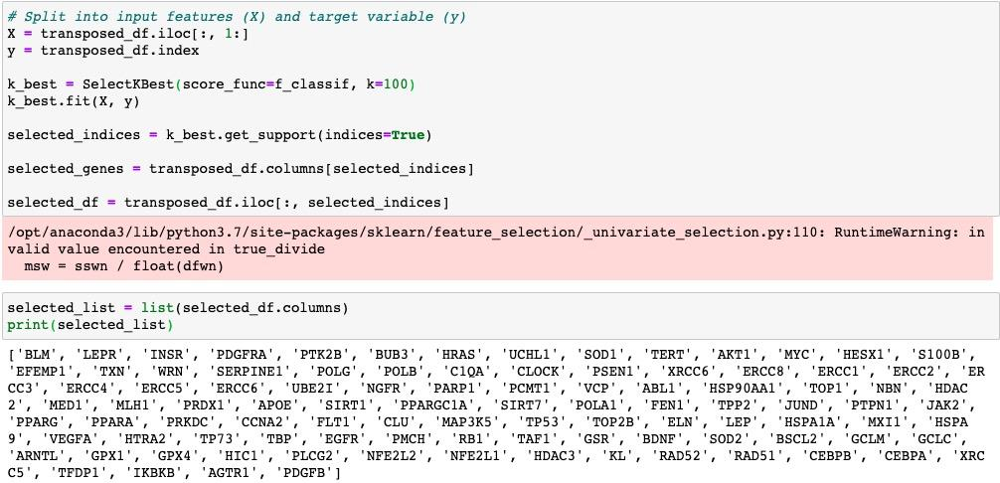 # Split into input features (X) and target variable (y)
X = transposed_df.iloc[:, 1:]
y = transposed_df.index
k_best = SelectKBest(score_func=f_classif, k=100)
k_best.fit(X, y)
selected_indices = k_best.get_support(indices=True)
selected_genes = transposed_df.columns[selected_indices]
selected_df = transposed_df.iloc[:, selected_indices]
/opt/anaconda3/lib/python3.7/site-packages/sklearn/feature_selection/_univariate_selection.py:110: RuntimeWarning: in
valid value encountered in true_divide
msw = sswn / float(dfwn)
selected_list = list(selected_df.columns)
print(selected_list)
['BLM', 'LEPR', 'INSR', 'PDGFRA', 'PTK2B', 'BUB3', 'HRAS', 'UCHL1', 'SOD1', 'TERT', 'AKT1', 'MYC', 'HESX1', 'S100B',
'EFEMP1', 'TXN', 'WRN', 'SERPINE1', 'POLG', 'POLB', 'C1QA', 'CLOCK', 'PSEN1', 'XRCC6', 'ERCC8', 'ERCC1', 'ERCC2', 'ER
CC3', 'ERCC4', 'ERCC5', 'ERCC6', 'UBE2I', 'NGFR', 'PARP1', 'PCMT1', 'VCP', 'ABL1', 'HSP90AA1', 'TOP1', 'NBN', 'HDAC
2', 'MED1', 'MLH1', 'PRDX1', 'APOE', 'SIRT1', 'PPARGC1A', 'SIRT7', 'POLA1', 'FEN1', 'TPP2', 'JUND', 'PTPN1', 'JAK2',
'PPARG', 'PPARA', 'PRKDC', 'CCNA2', 'FLT1', 'CLU', 'MAP3K5', 'TP53', 'TOP2B', 'ELN', 'LEP', 'HSPA1A', 'MXI1', 'HSPA
9', 'VEGFA', 'HTRA2', 'TP73', 'TBP', 'EGFR', 'PMCH', 'RB1', 'TAF1', 'GSR', 'BDNF', 'SOD2', 'BSCL2', 'GCLM', 'GCLC',
'ARNTL', 'GPX1', 'GPX4', 'HIC1', 'PLCG2', 'NFE2L2', 'NFE2L1', 'HDAC3', 'KL', 'RAD52', 'RAD51', 'CEBPB', 'CEBPA', 'XRC
C5', 'TFDP1', 'IKBKB', 'AGTR1', 'PDGFB']